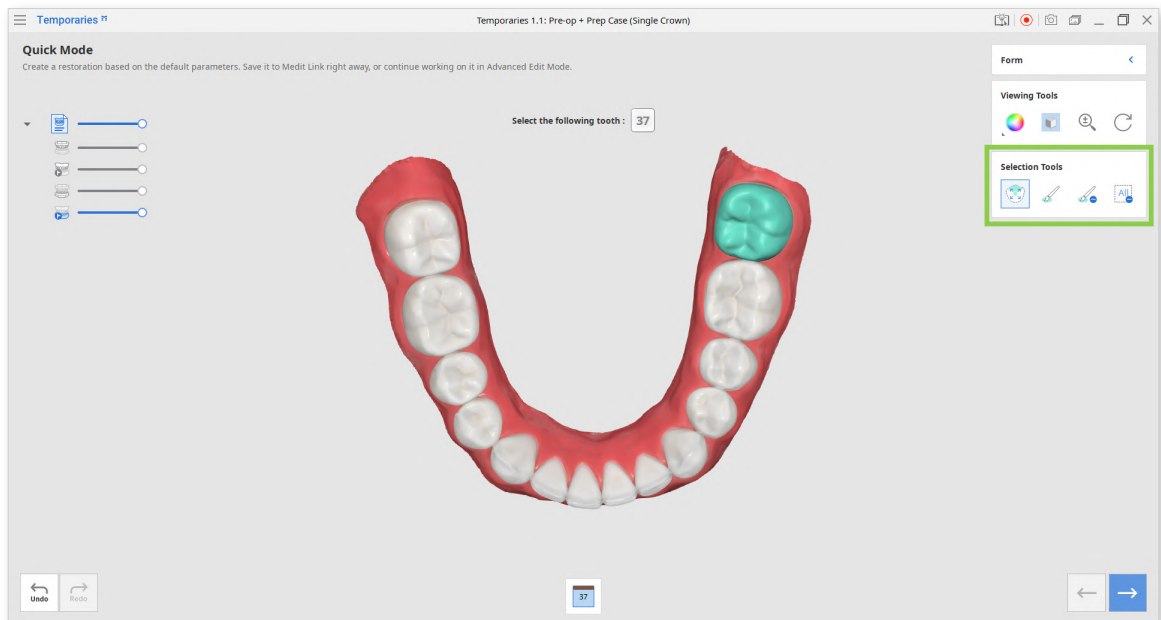 Temporaries
Temporaries 1.1: Pre-op + Prep Case (Single Crown)
Quick Mode
Create a restoration based on the default parameters. Save it to Medit Link right away, or continue working on it in Advanced Edit Mode.
Select the following tooth : 37
Form
Viewing Tools
Selection Tools
All
Undo
Redo
37